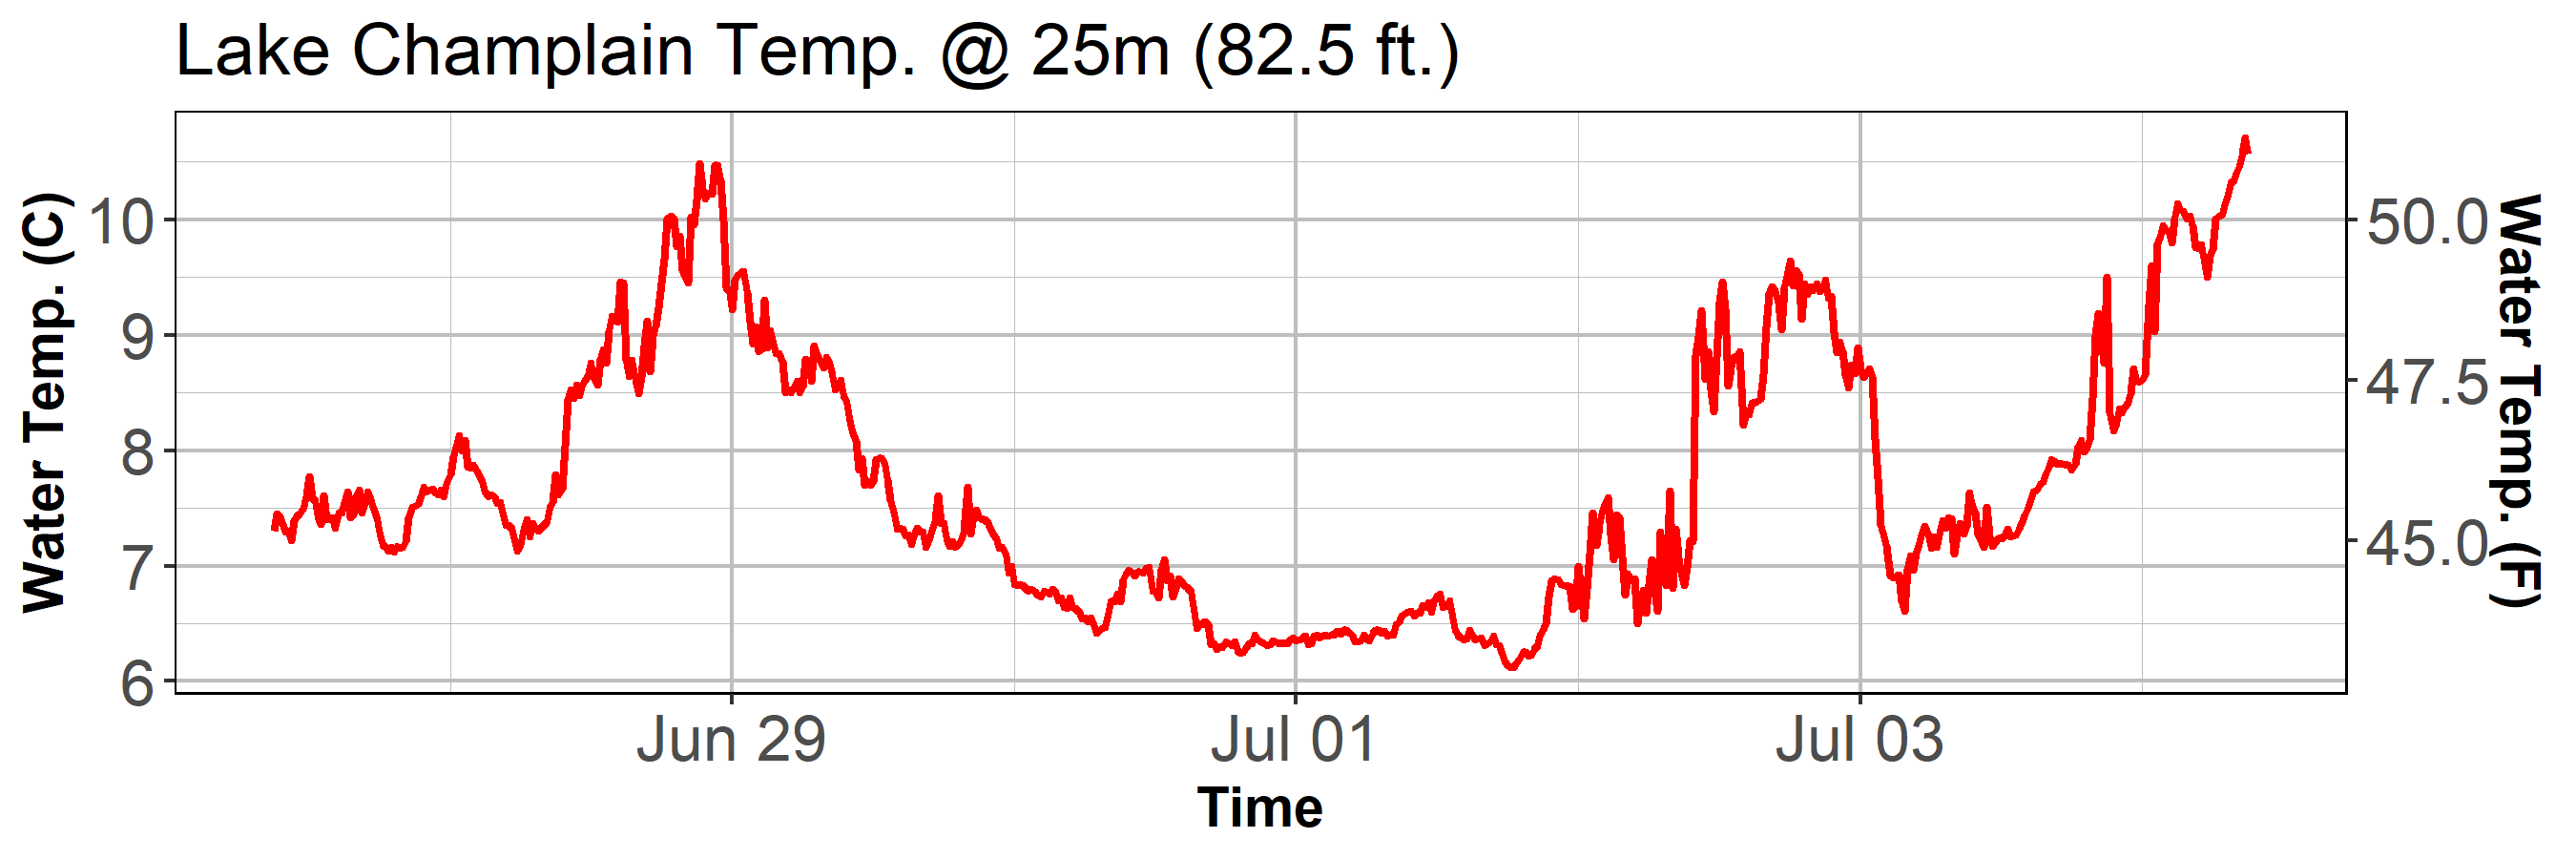 Lake Champlain Temp. @ 25m (82.5 ft.)
Water Temp. (C)
10
9
8
7
6
50.0
47.5
45.0
Water Temp. (F)
Jun 29
Jul 01
Jul 03
Time